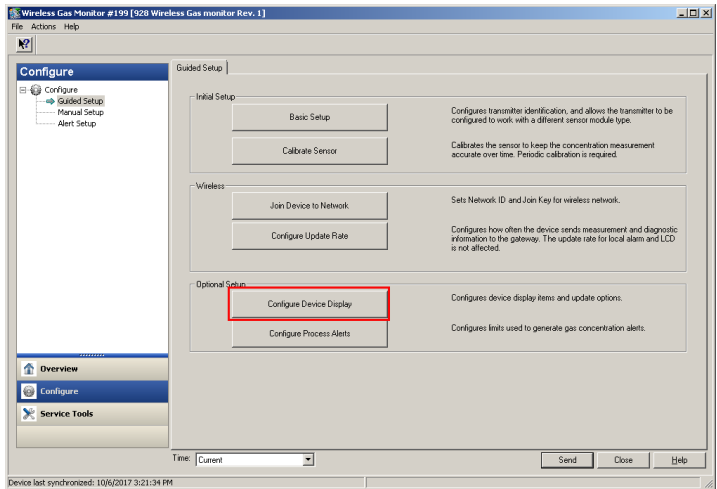 Wireless Gas Monitor #199 [928 Wireless Gas monitor Rev. 1]
File Actions Help
Configure
Configure
Guided Setup
Manual Setup
Alert Setup
Overview
Configure
Service Tools
Guided Setup
Initial Setup
Basic Setup
Configures transmitter identification, and allows the transmitter to be
configured to work with a different sensor module type.
Calibrate Sensor
Calibrates the sensor to keep the concentration measurement
accurate over time. Periodic calibration is required.
Wireless
Join Device to Network
Sets Network ID and Join Key for wireless network.
Configure Update Rate
Configures how often the device sends measurement and diagnostic
information to the gateway. The update rate for local alarm and LCD
is not affected.
Optional Setup
Configure Device Display
Configures device display items and update options.
Configure Process Alerts
Configures limits used to generate gas concentration alerts.
Time: Current
Send Close Help
Device last synchronized: 10/6/2017 3:21:34 PM